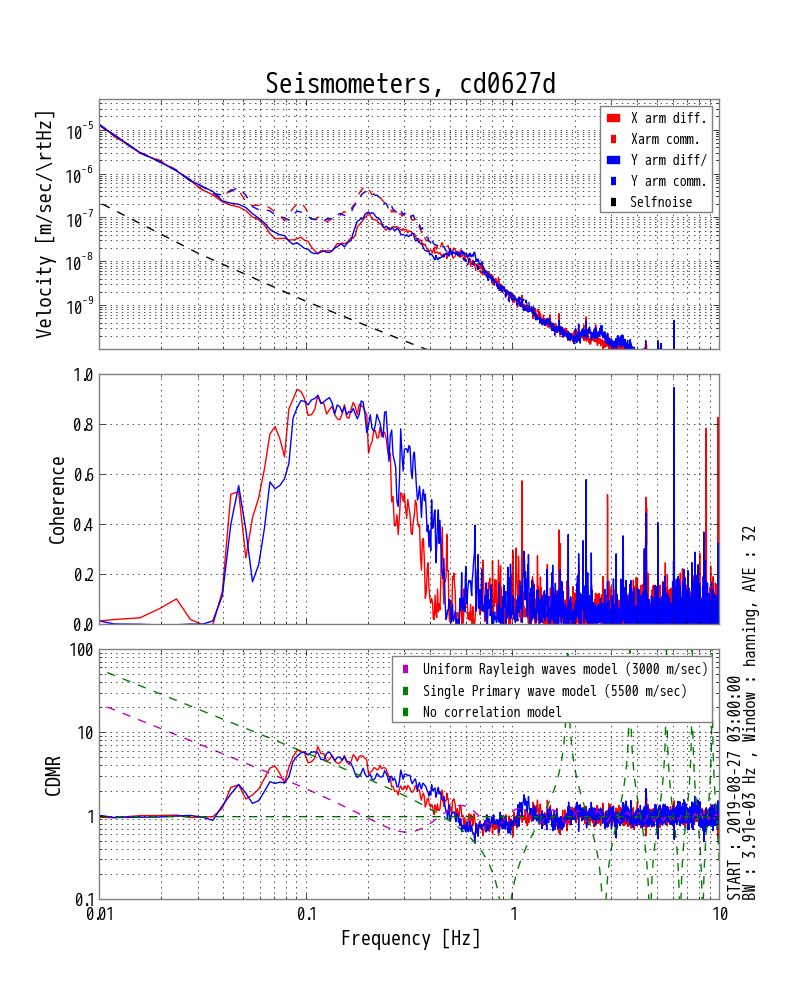 Seismometers, cd0627d
Velocity [m/sec/\rtHz]
10^-5
10^-6
10^-7
10^-8
10^-9
X arm diff.
Xarm comm.
Y arm diff/
Y arm comm.
Selfnoise
Coherence
1.0
0.8
0.6
0.4
0.2
0.0
CDMR
100
10
1
0.1
Uniform Rayleigh waves model (3000 m/sec)
Single Primary wave model (5500 m/sec)
No correlation model
0.01
0.1
1
10
Frequency [Hz]
START : 2019-08-27 03:00:00
BW : 3.91e-03 Hz , Window : hanning, AVE : 32